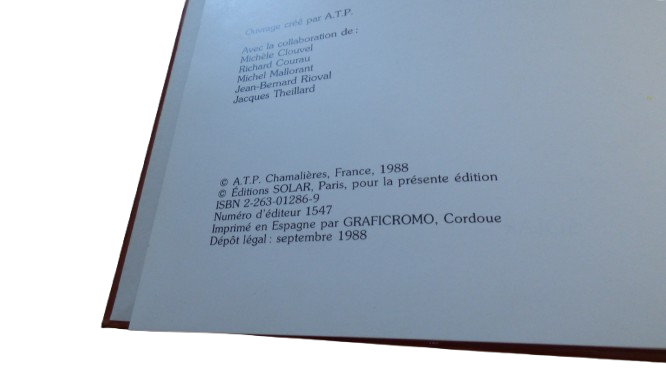 Ouvrage créé par A.T.P.
Avec la collaboration de :
Michèle Clouvel
Richard Courau
Michel Mallorant
Jean-Bernard Rioval
Jacques Theillard
© A.T.P. Chamalières, France, 1988
© Éditions SOLAR, Paris, pour la présente édition
ISBN 2-263-01286-9
Numéro d'éditeur 1547
Imprimé en Espagne par GRAFICROMO, Cordoue
Dépôt légal : septembre 1988